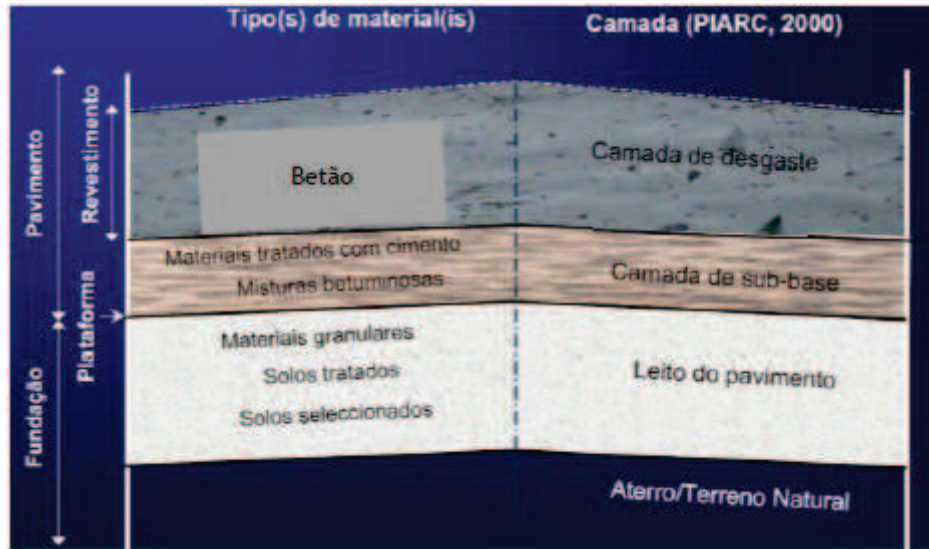 Tipo(s) de material(is)
Camada (PIARC, 2000)
Pavimento
Revestimento
Betão
Camada de desgaste
Materiais tratados com cimento
Misturas betuminosas
Camada de sub-base
Plataforma
Fundação
Materiais granulares
Solos tratados
Solos seleccionados
Leito do pavimento
Aterro/Terreno Natural